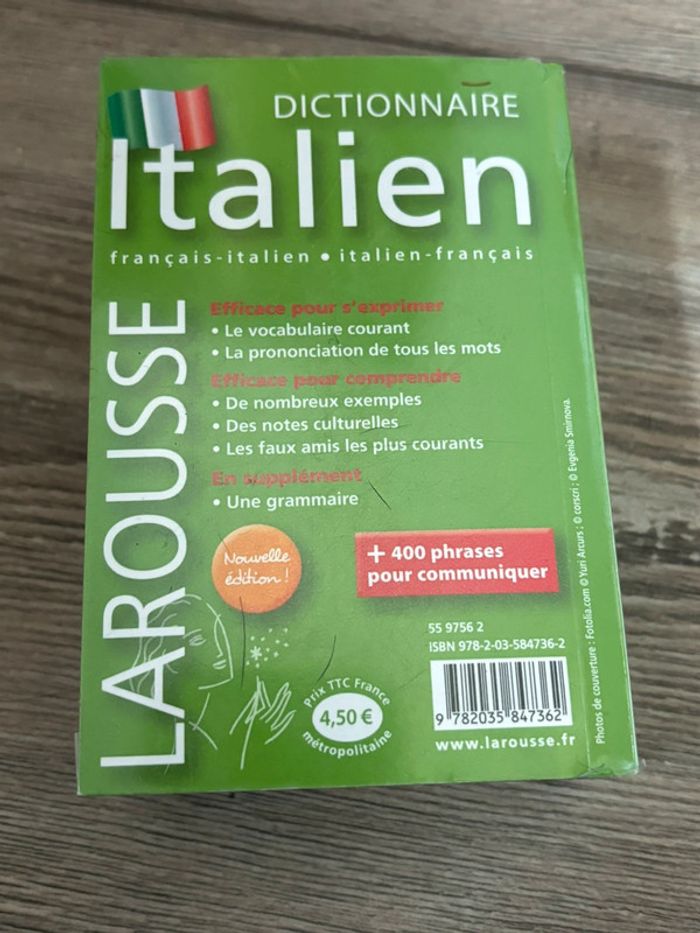 DICTIONNAIRE
Italien
français-italien • italien-français
LAROUSSE
Efficace pour s'exprimer
• Le vocabulaire courant
• La prononciation de tous les mots
Efficace pour comprendre
• De nombreux exemples
• Des notes culturelles
• Les faux amis les plus courants
En supplément
• Une grammaire
Nouvelle
édition !
+ 400 phrases
pour communiquer
55 9756 2
ISBN 978-2-03-584736-2
9 782035 847362
www.larousse.fr
Prix TTC France
4,50 €
métropolitaine
Photos de couverture : Fotolia.com © Yuri Arcurs ; © corscri ; © Evgenia Smirnova.